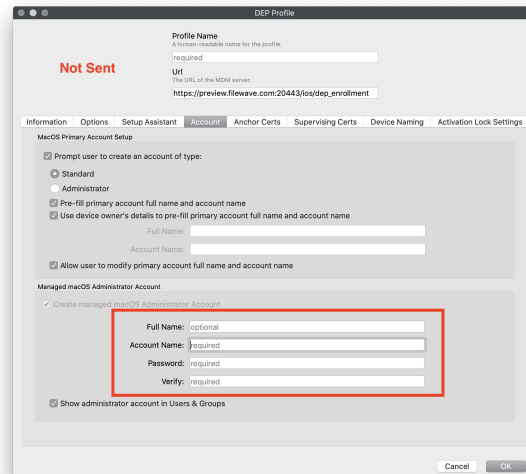 DEP Profile
Profile Name
A human-readable name for the profile.
required
Not Sent
Url
The URL of the MDM server.
https://preview.filewave.com:20443/ios/dep_enrollment
Information Options Setup Assistant Account Anchor Certs Supervising Certs Device Naming Activation Lock Settings
MacOS Primary Account Setup
Prompt user to create an account of type:
Standard
Administrator
Pre-fill primary account full name and account name
Use device owner's details to pre-fill primary account full name and account name
Full Name:
Account Name:
Allow user to modify primary account full name and account name
Managed macOS Administrator Account
Create managed macOS Administrator Account
Full Name: optional
Account Name: required
Password: required
Verify: required
Show administrator account in Users & Groups
Cancel OK